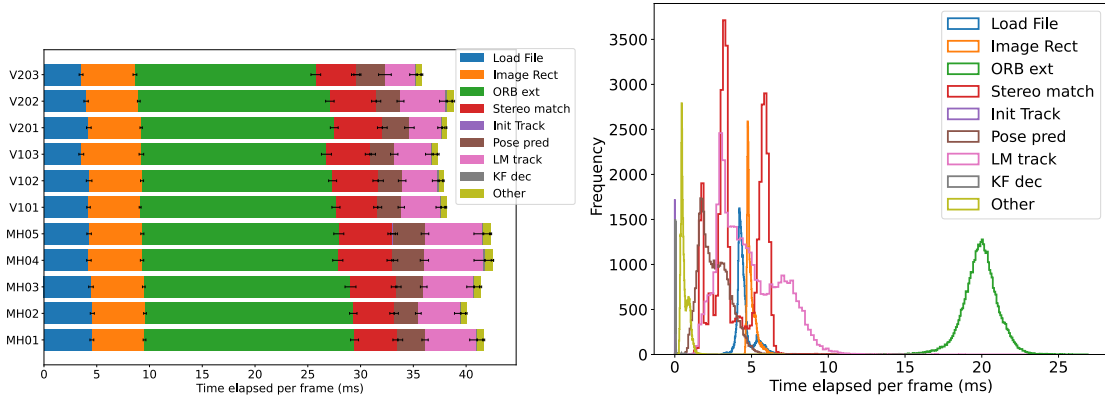 V203
V202
V201
V103
V102
V101
MH05
MH04
MH03
MH02
MH01
0 5 10 15 20 25 30 35 40
Time elapsed per frame (ms)
Load File
Image Rect
ORB ext
Stereo match
Init Track
Pose pred
LM track
KF dec
Other
Frequency
3500
3000
2500
2000
1500
1000
500
0
0 5 10 15 20 25
Time elapsed per frame (ms)
Load File
Image Rect
ORB ext
Stereo match
Init Track
Pose pred
LM track
KF dec
Other